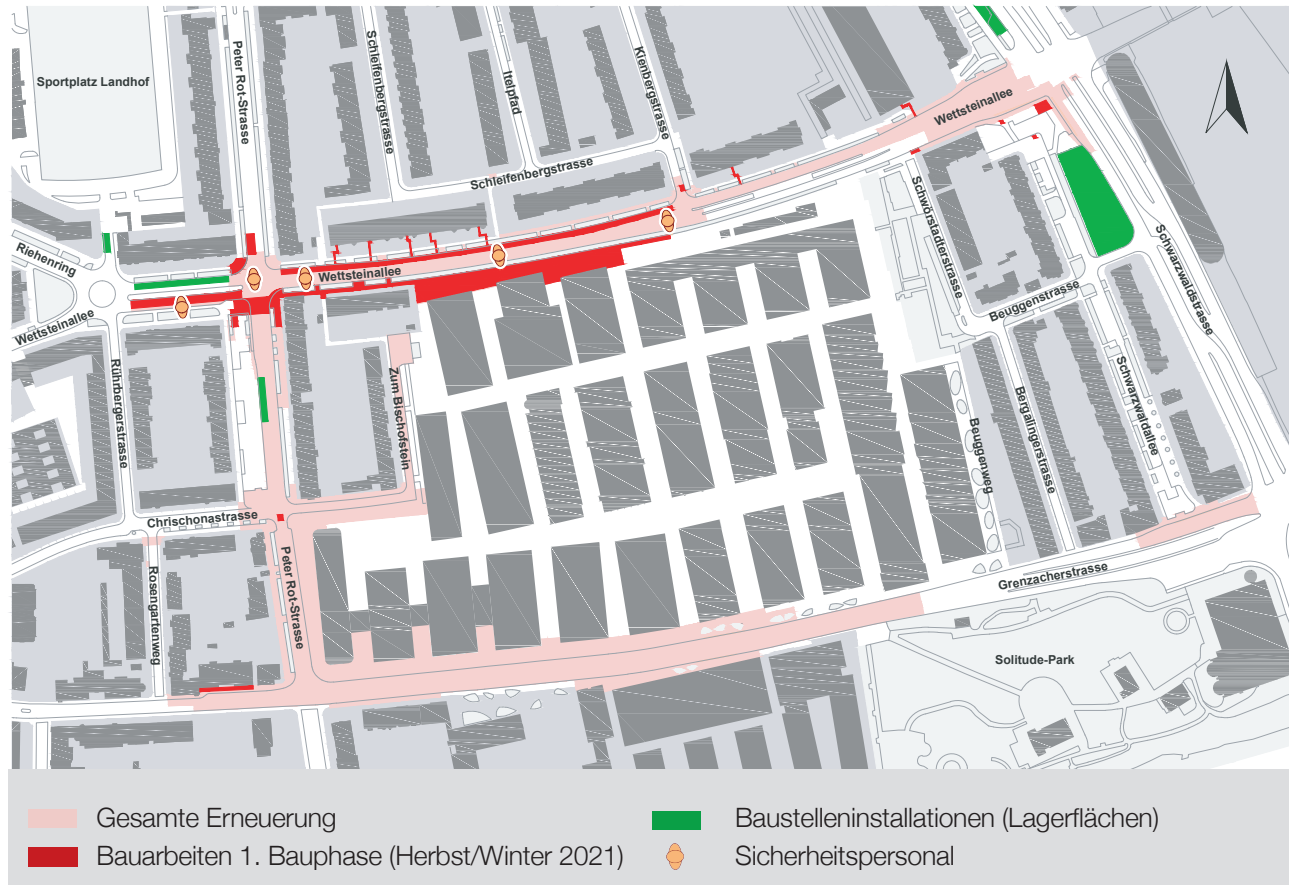 Sportplatz Landhof
Peter Rot-Strasse
Schleifenbergstrasse
Itelpfad
Kienbergstrasse
Wettsteinallee
Schleifenbergstrasse
Riehenring
Wettsteinallee
Wettsteinallee
Schwörstadterstrasse
Schwarzwaldstrasse
Beuggenstrasse
Rührbergerstrasse
Zum Bischofstein
Beuggenweg
Bergalingerstrasse
Schwarzwaldallee
Chrischonastrasse
Rosengartenweg
Peter Rot-Strasse
Grenzacherstrasse
Solitude-Park
Gesamte Erneuerung
Bauarbeiten 1. Bauphase (Herbst/Winter 2021)
Baustelleninstallationen (Lagerflächen)
Sicherheitspersonal